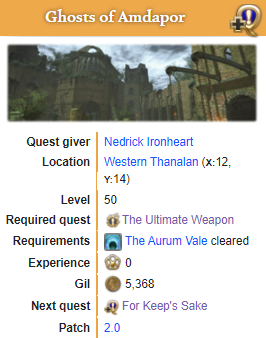 Ghosts of Amdapor
Quest giver Nedrick Ironheart
Location Western Thanalan (X:12,
Y:14)
Level 50
Required quest The Ultimate Weapon
Requirements The Aurum Vale cleared
Experience 0
Gil 5,368
Next quest For Keep's Sake
Patch 2.0